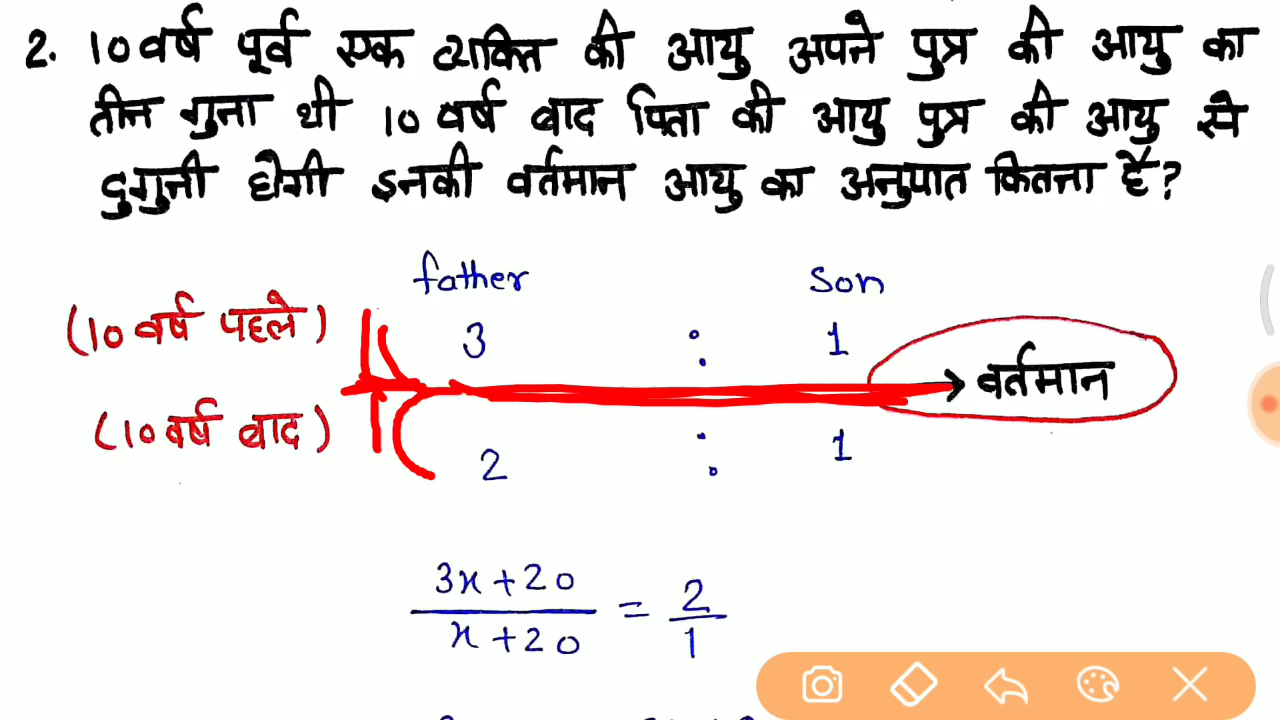 2. 10 वर्ष पूर्व एक व्यक्ति की आयु अपने पुत्र की आयु का
तीन गुना थी 10 वर्ष बाद पिता की आयु पुत्र की आयु से
दुगुनी होगी इनकी वर्तमान आयु का अनुपात कितना है?
father son
(10 वर्ष पहले) 3 : 1
→ वर्तमान
(10 वर्ष बाद) 2 : 1
3x+20 / x+20 = 2 / 1